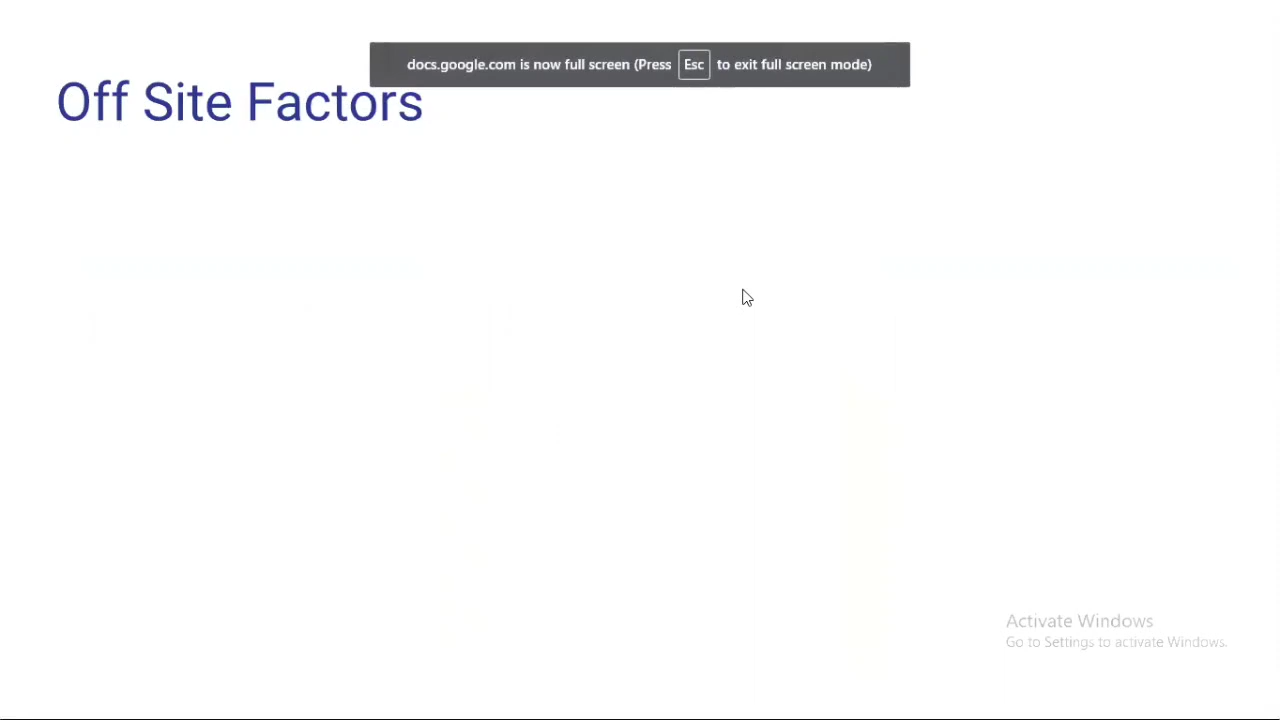 docs.google.com is now full screen (Press Esc to exit full screen mode)
Off Site Factors
Activate Windows
Go to Settings to activate Windows.